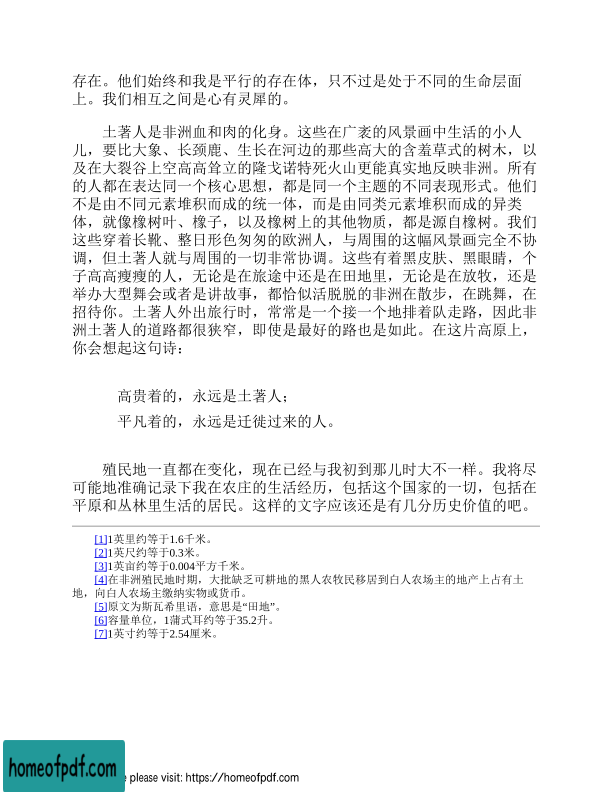 存在。他们始终和我是平行的存在体，只不过是处于不同的生命层面
上。我们相互之间是心有灵犀的。
土著人是非洲血和肉的化身。这些在广袤的风景画中生活的小人
儿，要比大象、长颈鹿、生长在河边的那些高大的含羞草式的树木，以
及在大裂谷上空高高耸立的隆戈诺特死火山更能真实地反映非洲。所有
的人都在表达同一个核心思想，都是同一个主题的不同表现形式。他们
不是由不同元素堆积而成的统一体，而是由同类元素堆积而成的异类
体，就像橡树叶、橡子，以及橡树上的其他物质，都是源自橡树。我们
这些穿着长靴、整日形色匆匆的欧洲人，与周围的这幅风景画完全不协
调，但土著人就与周围的一切非常协调。这些有着黑皮肤、黑眼睛，个
子高高瘦瘦的人，无论是在旅途中还是在田地里，无论是在放牧，还是
举办大型舞会或者是讲故事，都恰似活脱脱的非洲在散步，在跳舞，在
招待你。土著人外出旅行时，常常是一个接一个地排着队走路，因此非
洲土著人的道路都很狭窄，即使是最好的路也是如此。在这片高原上，
你会想起这句诗：
高贵着的，永远是土著人；
平凡着的，永远是迁徙过来的人。
殖民地一直都在变化，现在已经与我初到那儿时大不一样。我将尽
可能地准确记录下我在农庄的生活经历，包括这个国家的一切，包括在
平原和丛林里生活的居民。这样的文字应该还是有几分历史价值的吧。
[1]1英里约等于1.6千米。
[2]1英尺约等于0.3米。
[3]1英亩约等于0.004平方千米。
[4]在非洲殖民地时期，大批缺乏可耕地的黑人农牧民移居到白人农场主的地产上占有土
地，向白人农场主缴纳实物或货币。
[5]原文为斯瓦希里语，意思是“田地”。
[6]容量单位，1蒲式耳约等于35.2升。
[7]1英寸约等于2.54厘米。
homeofpdf.com
e please visit: https://homeofpdf.com